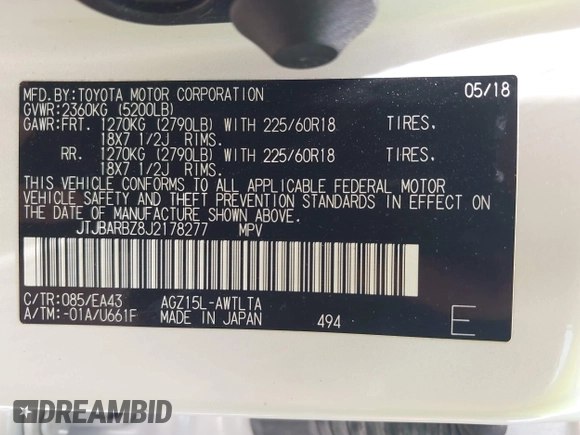 MFD.BY:TOYOTA MOTOR CORPORATION 05/18
GVWR:2360KG (5200LB)
GAWR:FRT. 1270KG (2790LB) WITH 225/60R18 TIRES.
18X7 1/2J RIMS.
RR. 1270KG (2790LB) WITH 225/60R18 TIRES.
18X7 1/2J RIMS.
THIS VEHICLE CONFORMS TO ALL APPLICABLE FEDERAL MOTOR
VEHICLE SAFETY AND THEFT PREVENTION STANDARDS IN EFFECT ON
THE DATE OF MANUFACTURE SHOWN ABOVE.
JTJBARBZ8J2178277 MPV
C/TR:085/EA43 AGZ15L-AWTLTA
A/TM:-01A/U661F MADE IN JAPAN 494 E
DREAMBID